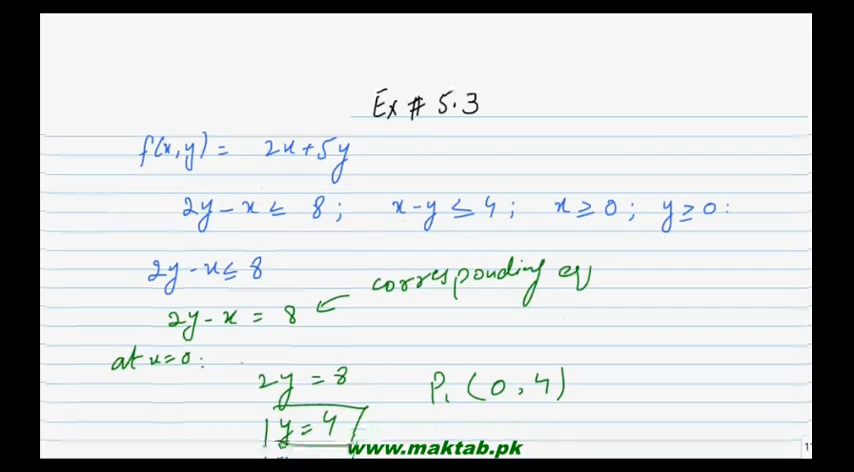 Ex # 5.3
f(x,y) = 2x+5y
2y-x ≤ 8; x-y ≤ 4; x ≥ 0; y ≥ 0:
2y-x ≤ 8
corresponding eq
2y-x = 8
at x=0:
2y = 8
P₁ (0,4)
y = 4
www.maktab.pk
11